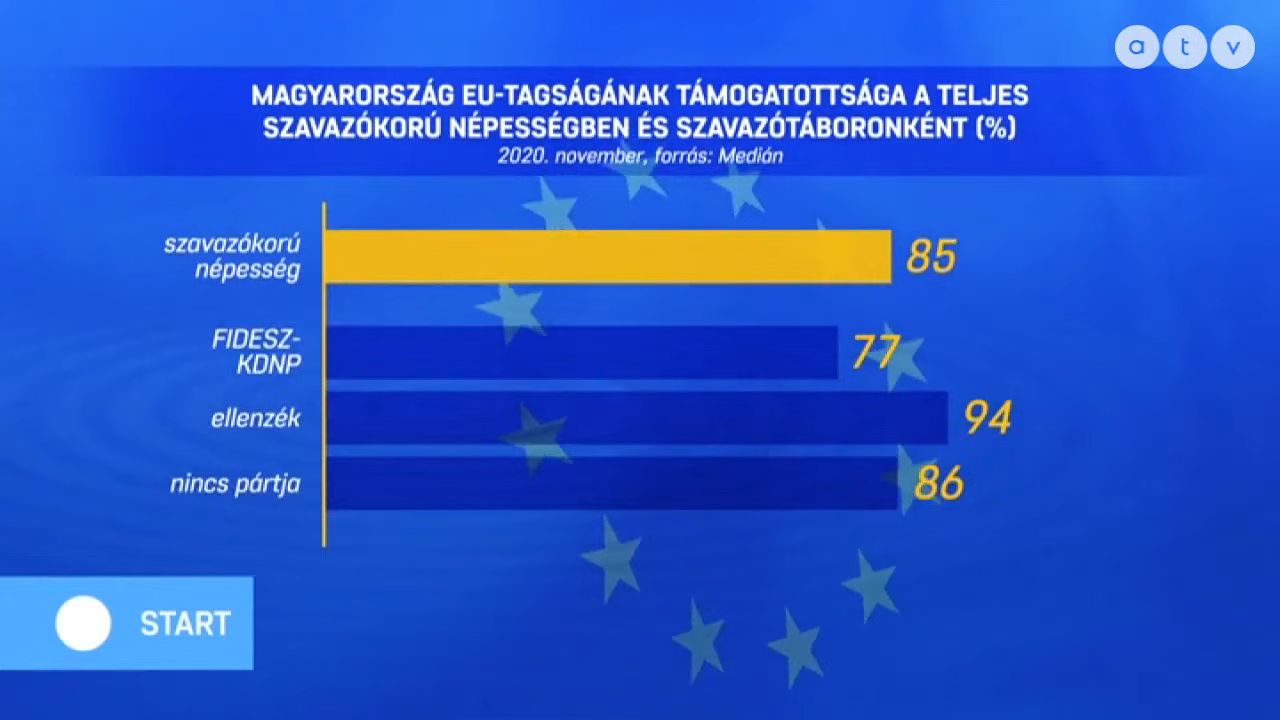 a t v
MAGYARORSZÁG EU-TAGSÁGÁNAK TÁMOGATOTTSÁGA A TELJES
SZAVAZÓKORÚ NÉPESSÉGBEN ÉS SZAVAZÓTÁBORONKÉNT (%)
2020. november, forrás: Medián
szavazókorú
népesség
85
FIDESZ-
KDNP
77
ellenzék
94
nincs pártja
86
START